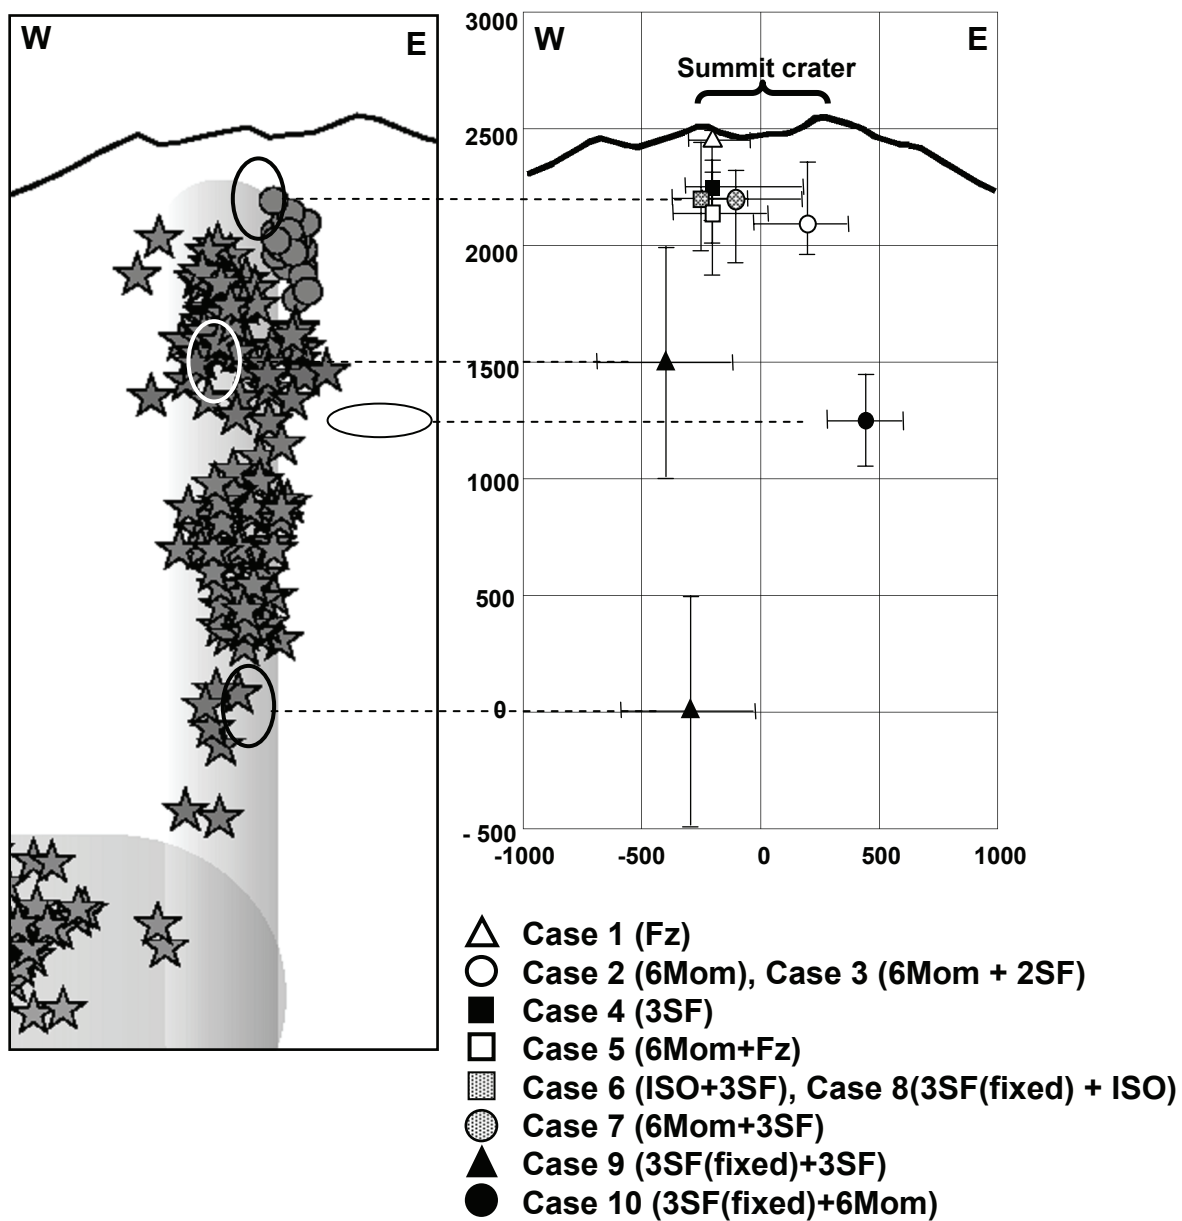 W
E
3000
W
E
Summit crater
2500
2000
1500
1000
500
0
- 500
-1000
-500
0
500
1000
Case 1 (Fz)
Case 2 (6Mom), Case 3 (6Mom + 2SF)
Case 4 (3SF)
Case 5 (6Mom+Fz)
Case 6 (ISO+3SF), Case 8(3SF(fixed) + ISO)
Case 7 (6Mom+3SF)
Case 9 (3SF(fixed)+3SF)
Case 10 (3SF(fixed)+6Mom)